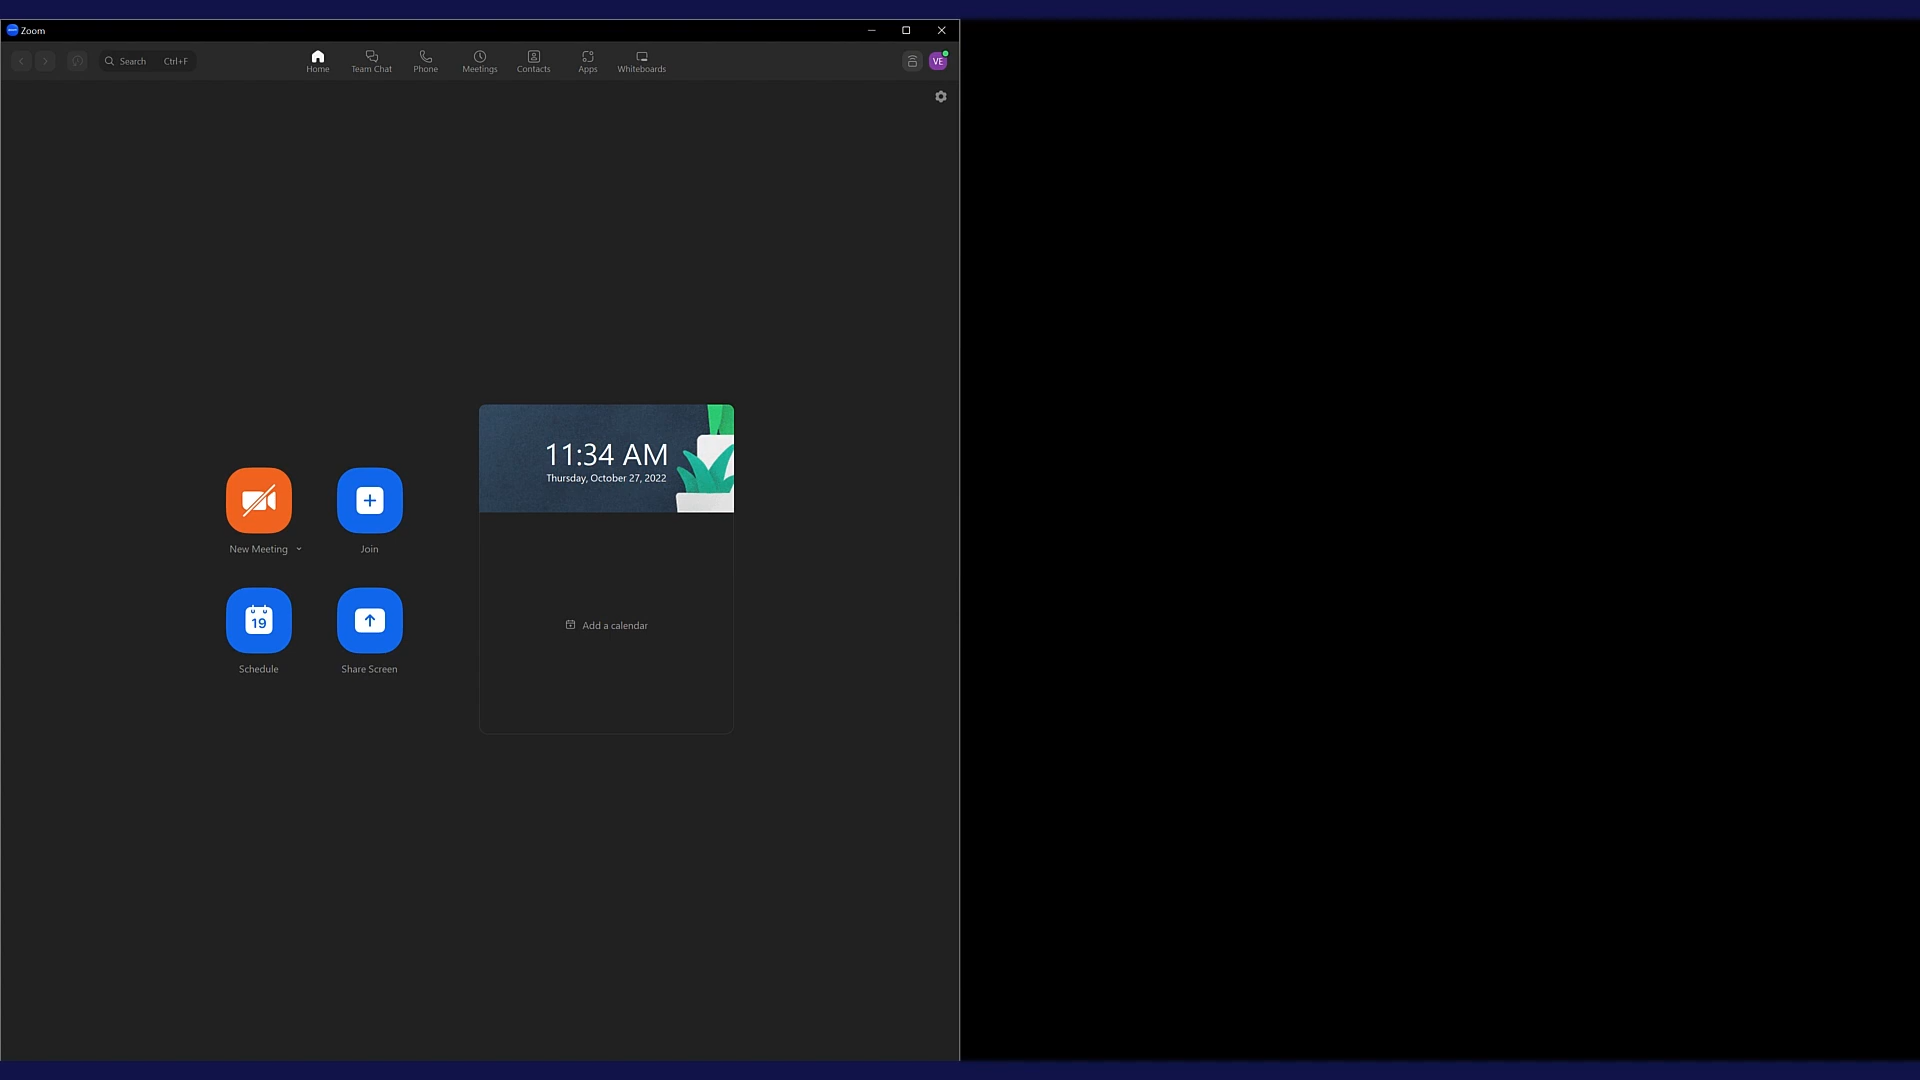 Zoom
Search Ctrl+F
Home
Team Chat
Phone
Meetings
Contacts
Apps
Whiteboards
VE
11:34 AM
Thursday, October 27, 2022
New Meeting
Join
19
Schedule
Share Screen
Add a calendar